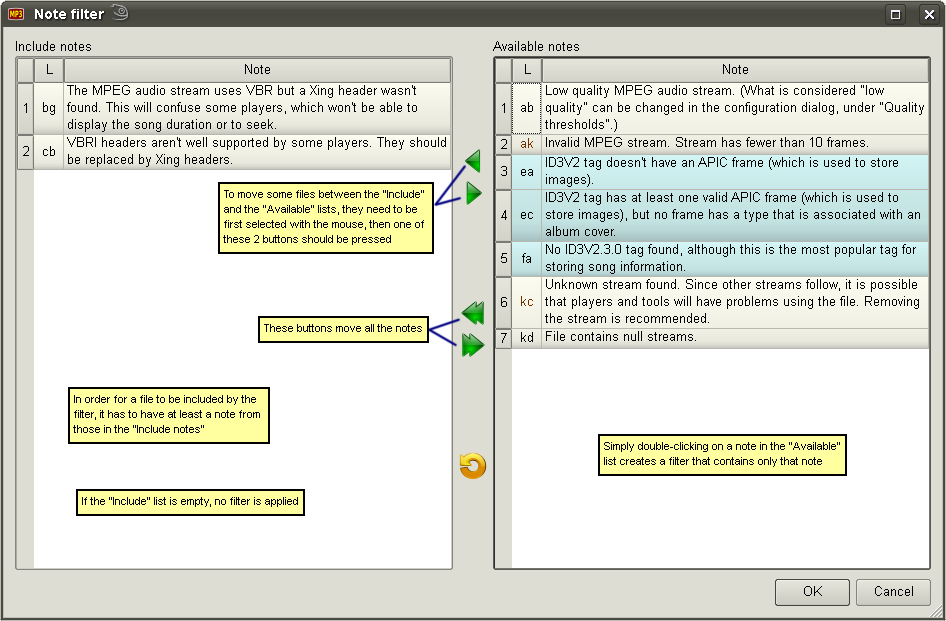 MP3 Note filter
Include notes
L Note
1 bg The MPEG audio stream uses VBR but a Xing header wasn't
found. This will confuse some players, which won't be able to
display the song duration or to seek.
2 cb VBRI headers aren't well supported by some players. They should
be replaced by Xing headers.
To move some files between the "Include"
and the "Available" lists, they need to be
first selected with the mouse, then one of
these 2 buttons should be pressed
These buttons move all the notes
In order for a file to be included by the
filter, it has to have at least a note from
those in the "Include notes"
If the "Include" list is empty, no filter is applied
Available notes
L Note
1 ab Low quality MPEG audio stream. (What is considered "low
quality" can be changed in the configuration dialog, under "Quality
thresholds".)
2 ak Invalid MPEG stream. Stream has fewer than 10 frames.
3 ea ID3V2 tag doesn't have an APIC frame (which is used to store
images).
4 ec ID3V2 tag has at least one valid APIC frame (which is used to
store images), but no frame has a type that is associated with an
album cover.
5 fa No ID3V2.3.0 tag found, although this is the most popular tag for
storing song information.
6 kc Unknown stream found. Since other streams follow, it is possible
that players and tools will have problems using the file. Removing
the stream is recommended.
7 kd File contains null streams.
Simply double-clicking on a note in the "Available"
list creates a filter that contains only that note
OK Cancel